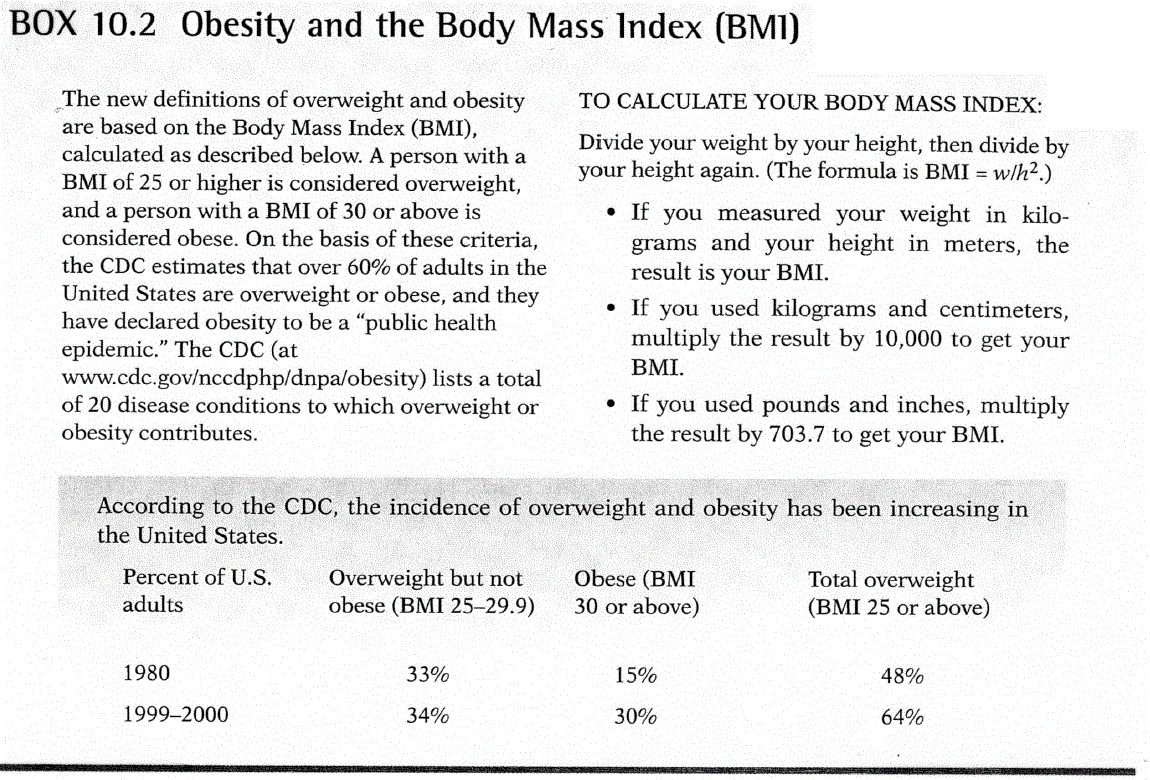 BOX 10.2 Obesity and the Body Mass Index (BMI)
The new definitions of overweight and obesity
are based on the Body Mass Index (BMI),
calculated as described below. A person with a
BMI of 25 or higher is considered overweight,
and a person with a BMI of 30 or above is
considered obese. On the basis of these criteria,
the CDC estimates that over 60% of adults in the
United States are overweight or obese, and they
have declared obesity to be a “public health
epidemic.” The CDC (at
www.cdc.gov/nccdphp/dnpa/obesity) lists a total
of 20 disease conditions to which overweight or
obesity contributes.
TO CALCULATE YOUR BODY MASS INDEX:
Divide your weight by your height, then divide by
your height again. (The formula is BMI = w/h².)
• If you measured your weight in kilo-
grams and your height in meters, the
result is your BMI.
• If you used kilograms and centimeters,
multiply the result by 10,000 to get your
BMI.
• If you used pounds and inches, multiply
the result by 703.7 to get your BMI.
According to the CDC, the incidence of overweight and obesity has been increasing in
the United States.
Percent of U.S. Overweight but not Obese (BMI Total overweight
adults obese (BMI 25–29.9) 30 or above) (BMI 25 or above)
1980 33% 15% 48%
1999–2000 34% 30% 64%